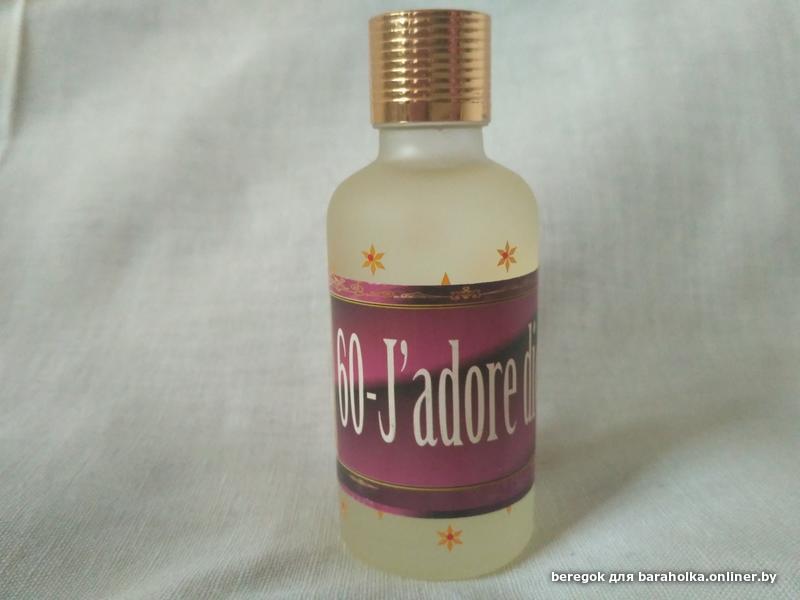 60-J'adore di
beregok для baraholka.onliner.by